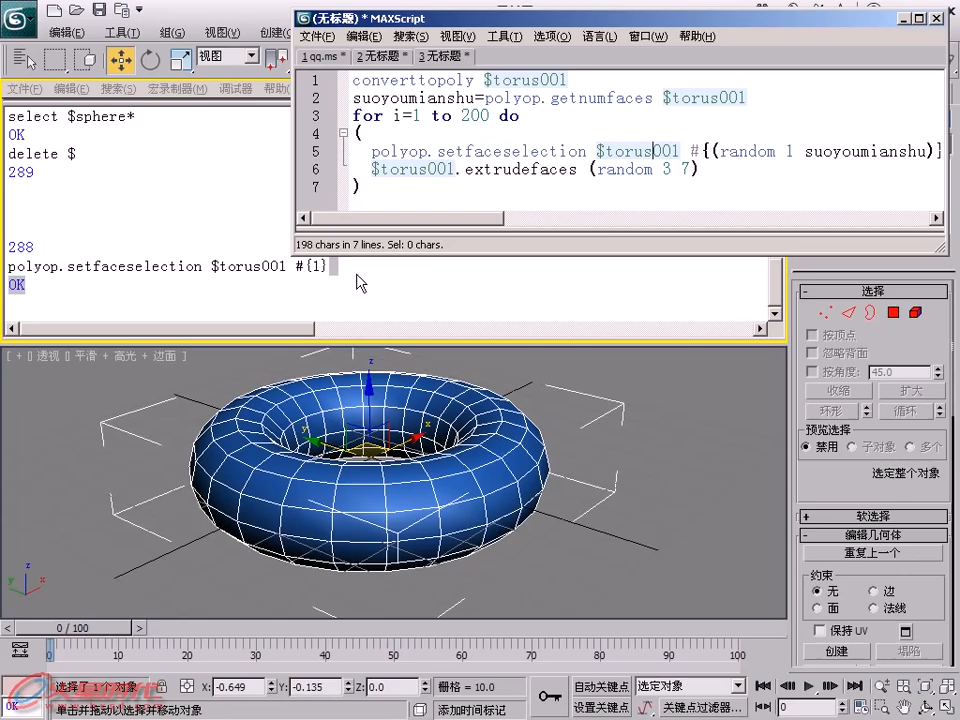 (无标题) * MAXScript
编辑(E) 工具(T) 组(G) 视图(V) 创建(C)
文件(F) 编辑(E) 搜索(S) 视图(V) 工具(T) 选项(O) 语言(L) 窗口(W) 帮助(H)
视图
1 qq.ms * 2 无标题 * 3 无标题 *
文件(F) 编辑(E) 搜索(S) 宏录制器(M) 调试器 帮助
1 converttopoly $torus001
2 suoyoumianshu=polyop.getnumfaces $torus001
3 for i=1 to 200 do
4 (
5 polyop.setfaceselection $torus001 #{(random 1 suoyoumianshu)}
6 $torus001.extrudefaces (random 3 7)
7 )
198 chars in 7 lines. Sel: 0 chars.
select $sphere*
OK
delete $
289
288
polyop.setfaceselection $torus001 #{1}
OK
[ + [] 透视 [] 平滑 + 高光 + 边面 ]
z
x
y
z
x
y
选择
按顶点
忽略背面
按角度: 45.0
收缩 扩大
环形 循环
预览选择
禁用 子对象 多个
选定整个对象
+ 软选择
- 编辑几何体
重复上一个
约束
无 边
面 法线
保持 UV
创建 塌陷
0 / 100
0 10 20 30 40 50 60 70 80 90 100
选择了 1 个对象 X: -0.649 Y: -0.135 Z: 0.0 栅格 = 10.0 自动关键点 选定对象
OK 单击并拖动以选择并移动对象 添加时间标记 设置关键点 关键点过滤器... 0